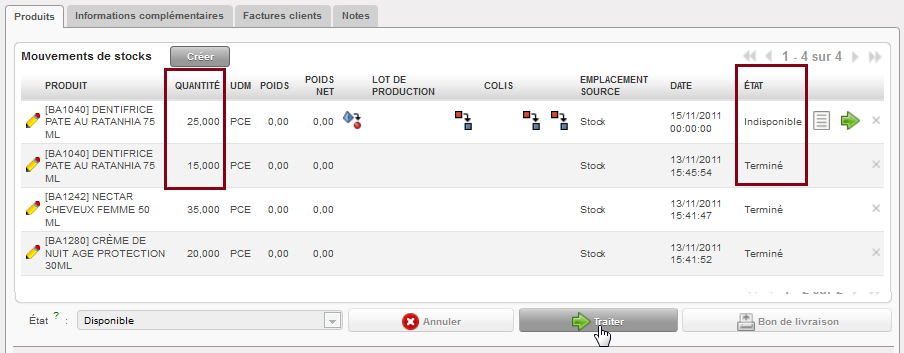 Produits Informations complémentaires Factures clients Notes
Mouvements de stocks Créer 1 - 4 sur 4
PRODUIT QUANTITÉ UDM POIDS POIDS NET LOT DE PRODUCTION COLIS EMPLACEMENT SOURCE DATE ÉTAT
[BA1040] DENTIFRICE
PATE AU RATANHIA 75
ML
25,000 PCE 0,00 0,00 Stock 15/11/2011 00:00:00 Indisponible
[BA1040] DENTIFRICE
PATE AU RATANHIA 75
ML
15,000 PCE 0,00 0,00 Stock 13/11/2011 15:45:54 Terminé
[BA1242] NECTAR
CHEVEUX FEMME 50
ML
35,000 PCE 0,00 0,00 Stock 13/11/2011 15:41:47 Terminé
[BA1280] CRÈME DE
NUIT AGE PROTECTION
30ML
20,000 PCE 0,00 0,00 Stock 13/11/2011 15:41:52 Terminé
État ? : Disponible Annuler Traiter Bon de livraison